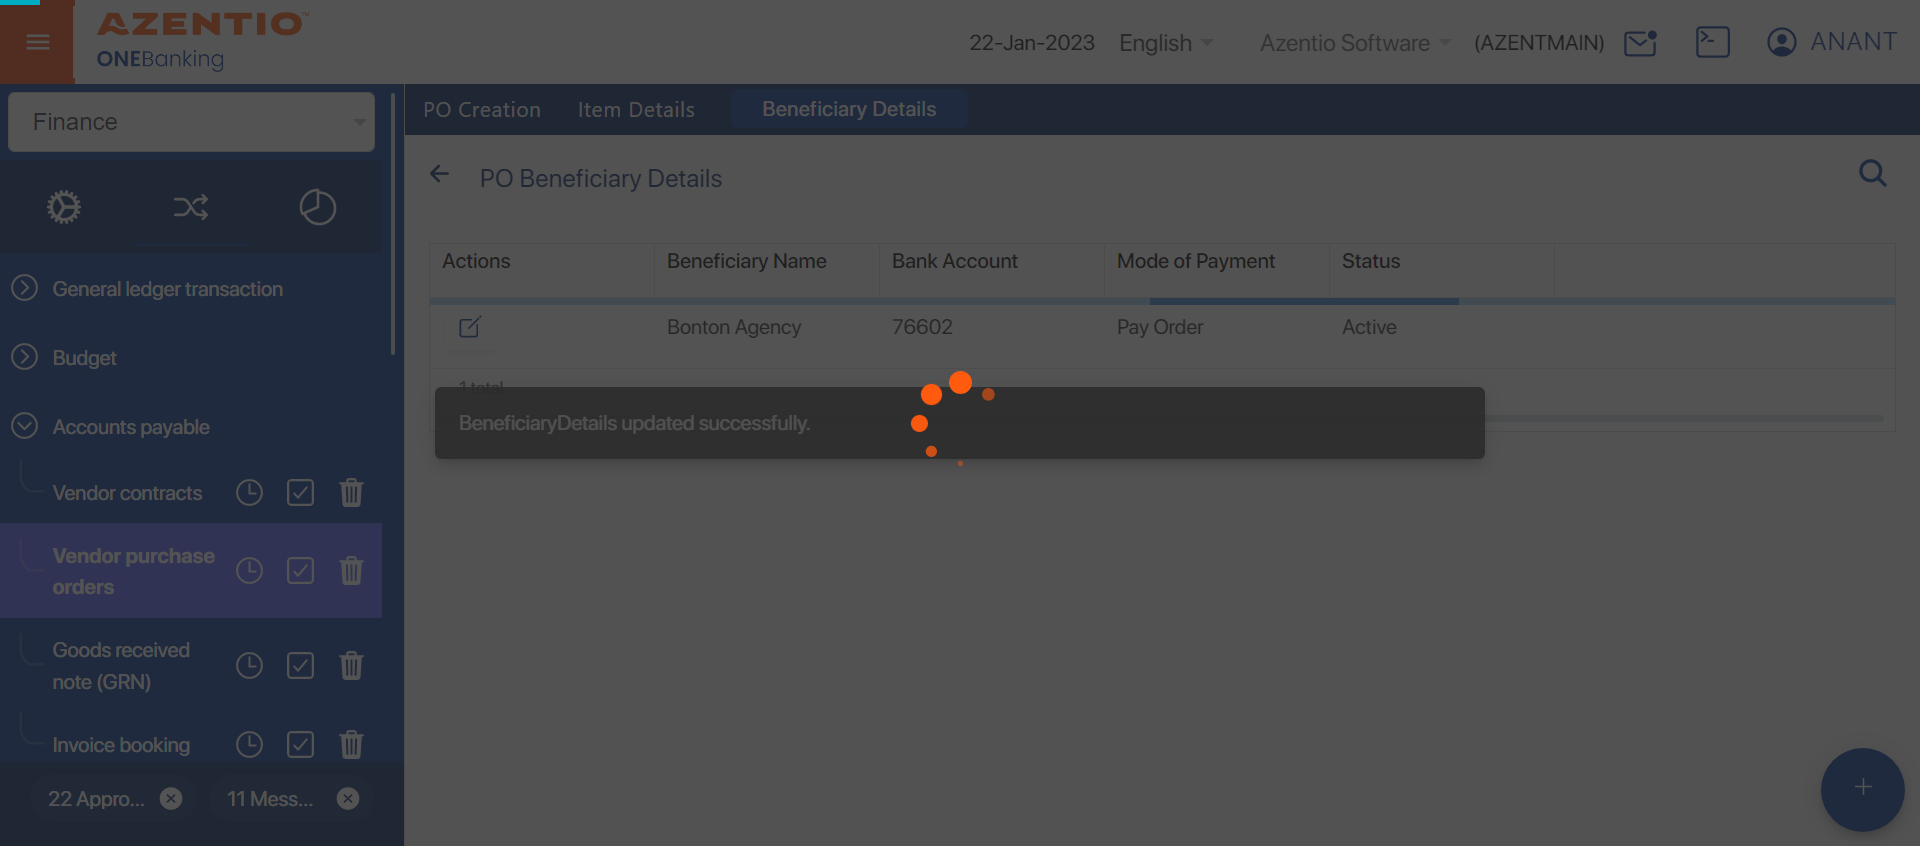 AZENTIO™
ONEBanking
22-Jan-2023 English Azentio Software (AZENTMAIN) ANANT
Finance
PO Creation Item Details Beneficiary Details
PO Beneficiary Details
General ledger transaction
Budget
Accounts payable
Vendor contracts
Vendor purchase
orders
Goods received
note (GRN)
Invoice booking
22 Appro...
11 Mess...
Actions Beneficiary Name Bank Account Mode of Payment Status
Bonton Agency 76602 Pay Order Active
1 total
BeneficiaryDetails updated successfully.